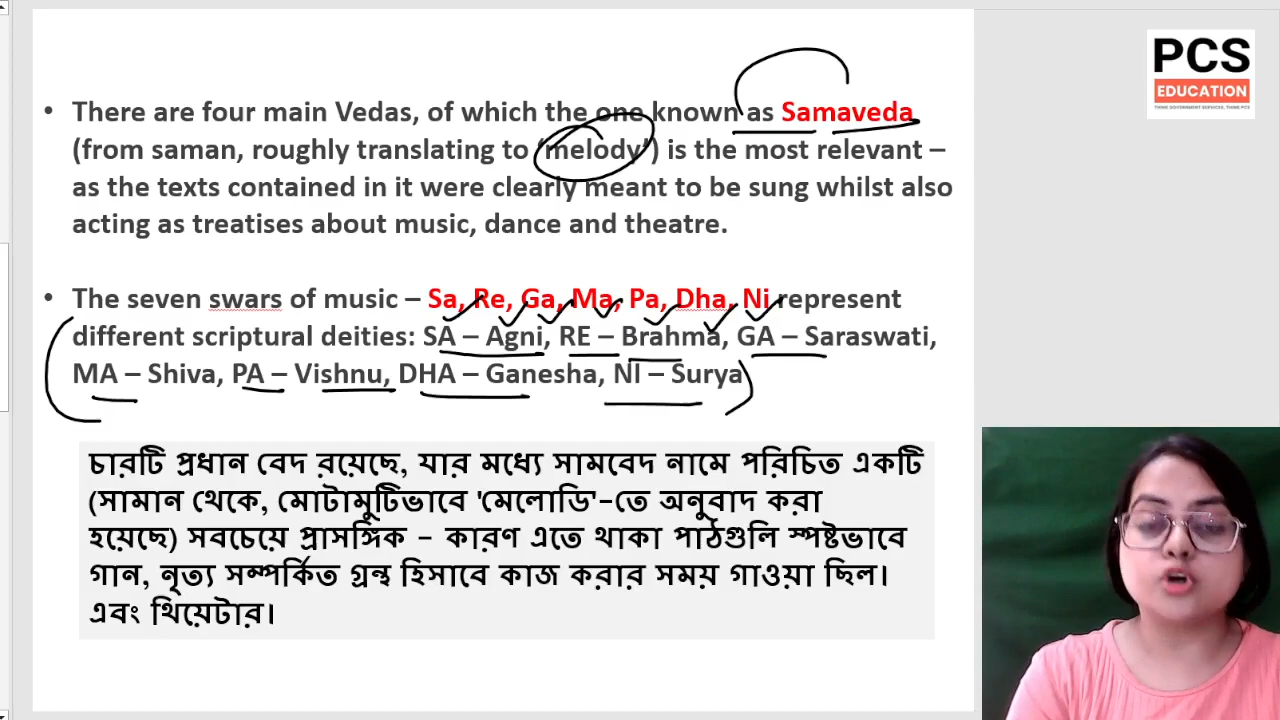 There are four main Vedas, of which the one known as Samaveda
(from saman, roughly translating to 'melody') is the most relevant –
as the texts contained in it were clearly meant to be sung whilst also
acting as treatises about music, dance and theatre.
The seven swars of music – Sa, Re, Ga, Ma, Pa, Dha, Ni represent
different scriptural deities: SA – Agni, RE – Brahma, GA – Saraswati,
MA – Shiva, PA – Vishnu, DHA – Ganesha, NI – Surya
চারটি প্রধান বেদ রয়েছে, যার মধ্যে সামবেদ নামে পরিচিত একটি
(সামান থেকে, মোটামুটিভাবে 'মেলোডি'-তে অনুবাদ করা
হয়েছে) সবচেয়ে প্রাসঙ্গিক - কারণ এতে থাকা পাঠগুলি স্পষ্টভাবে
গান, নৃত্য সম্পর্কিত গ্রন্থ হিসাবে কাজ করার সময় গাওয়া ছিল।
এবং থিয়েটার।
PCS
EDUCATION